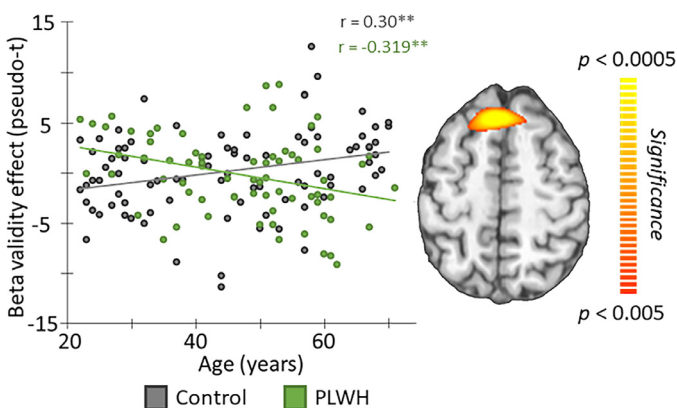 15
r = 0.30**
r = -0.319**
p < 0.0005
5
Beta validity effect (pseudo-t)
Significance
-5
-15
p < 0.005
20
40
60
Age (years)
Control
PLWH